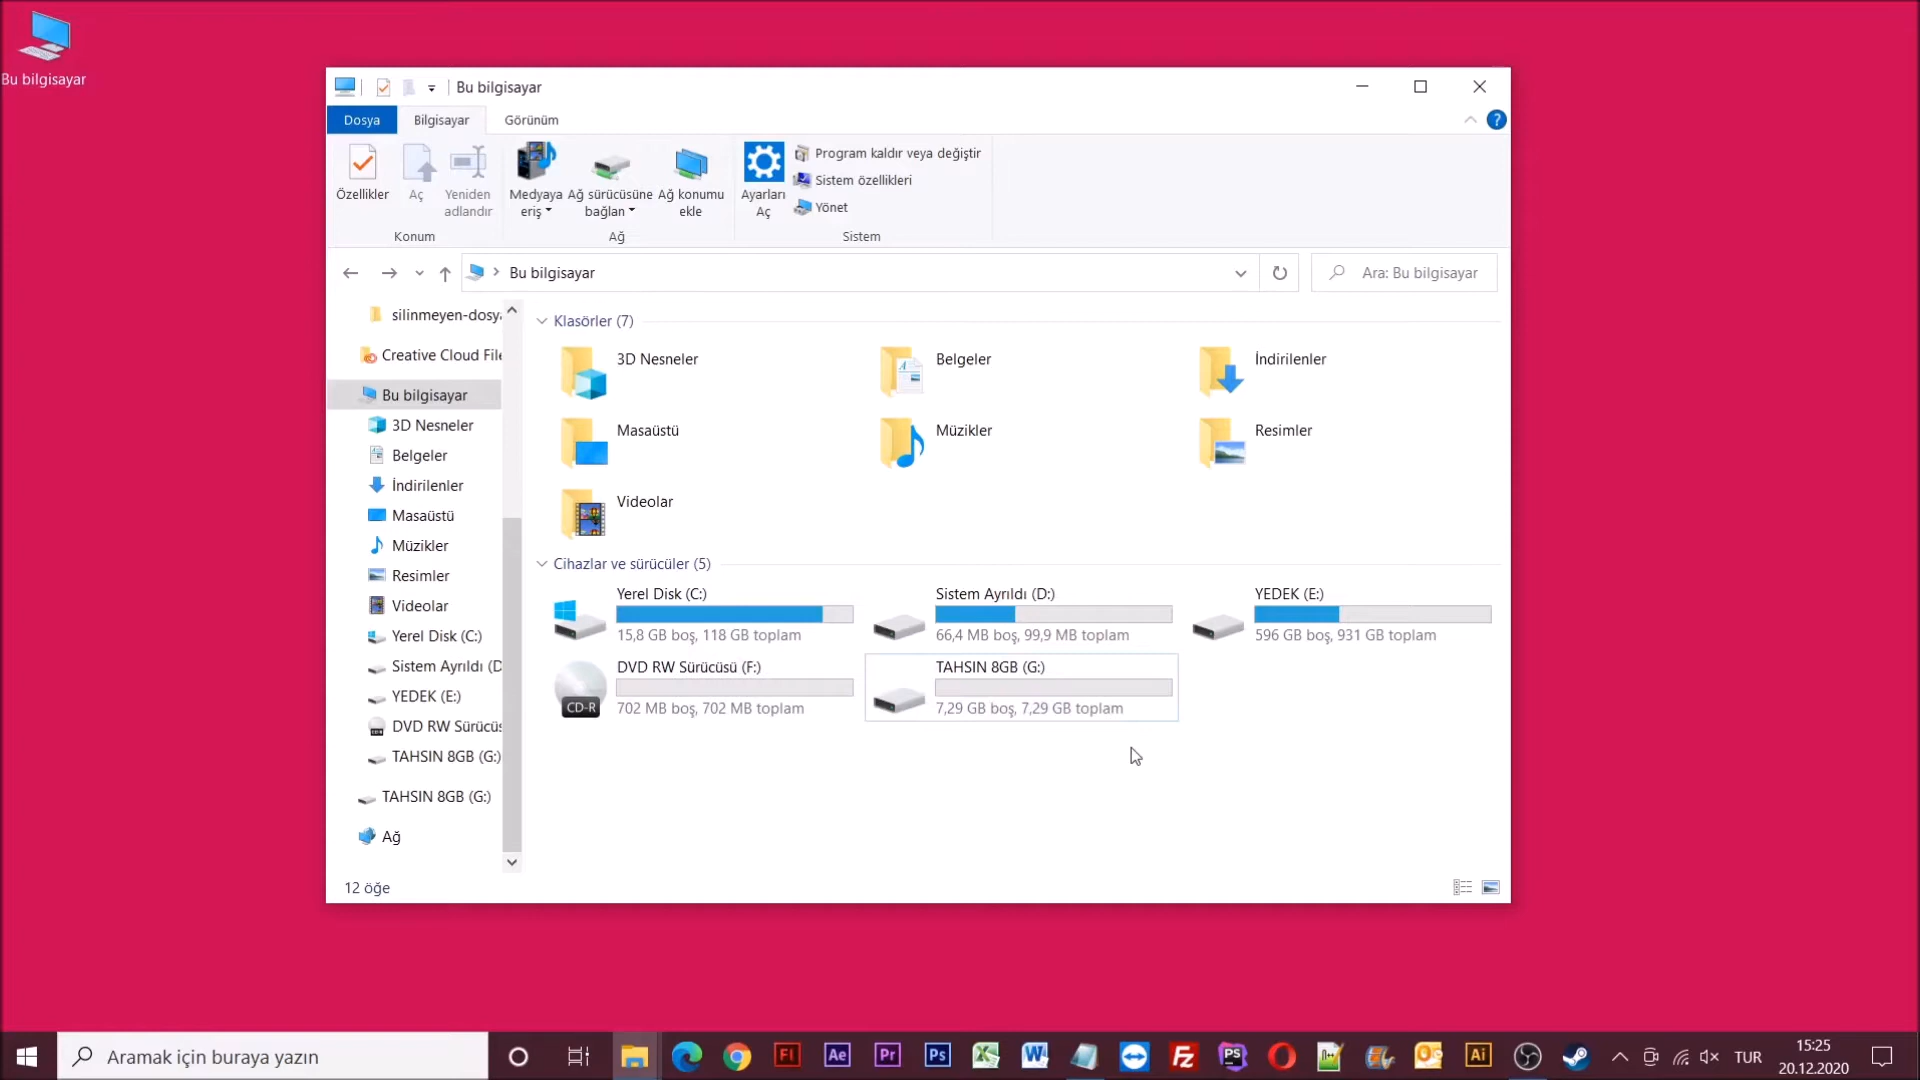 Bu bilgisayar
Bu bilgisayar
Dosya
Bilgisayar
Görünüm
Özellikler
Aç
Yeniden
adlandır
Medyaya
eriş
Ağ sürücüsüne
bağlan
Ağ konumu
ekle
Ayarları
Aç
Program kaldır veya değiştir
Sistem özellikleri
Yönet
Konum
Ağ
Sistem
Bu bilgisayar
Ara: Bu bilgisayar
silinmeyen-dosy
Creative Cloud File
Bu bilgisayar
3D Nesneler
Belgeler
İndirilenler
Masaüstü
Müzikler
Resimler
Videolar
Yerel Disk (C:)
Sistem Ayrıldı (D
YEDEK (E:)
DVD RW Sürücüs
TAHSIN 8GB (G:)
TAHSIN 8GB (G:)
Ağ
Klasörler (7)
3D Nesneler
Belgeler
İndirilenler
Masaüstü
Müzikler
Resimler
Videolar
Cihazlar ve sürücüler (5)
Yerel Disk (C:)
15,8 GB boş, 118 GB toplam
Sistem Ayrıldı (D:)
66,4 MB boş, 99,9 MB toplam
YEDEK (E:)
596 GB boş, 931 GB toplam
DVD RW Sürücüsü (F:)
CD-R
702 MB boş, 702 MB toplam
TAHSIN 8GB (G:)
7,29 GB boş, 7,29 GB toplam
12 öğe
Aramak için buraya yazın
Fl
Ae
Pr
Ps
FZ
PS
Ai
TUR
15:25
20.12.2020